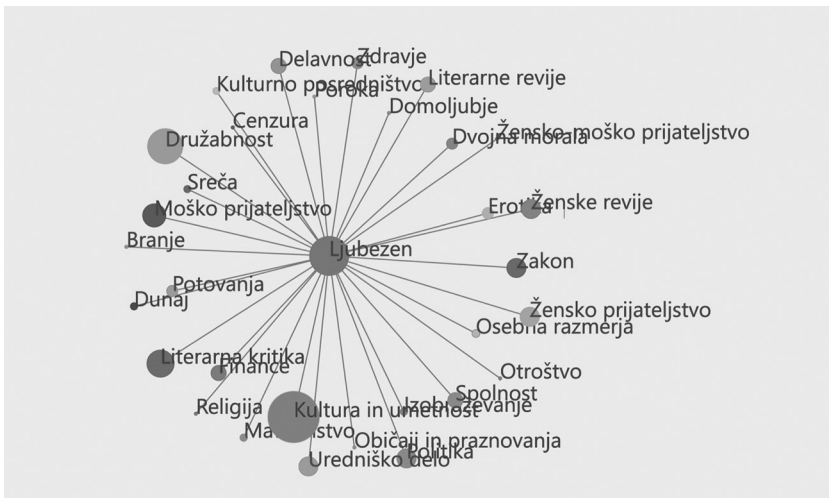 Delavnost
Zdravje
Kulturno posredništvo
Poroka
Literarne revije
Domoljubje
Cenzura
Družabnost
Dvojna morala
Žensko-moško prijateljstvo
Sreča
Moško prijateljstvo
Erotika
Ženske revije
Branje
Ljubezen
Zakon
Potovanja
Dunaj
Žensko prijateljstvo
Osebna razmerja
Literarna kritika
Finance
Otroštvo
Spolnost
Religija
Kultura in umetnost
Izobraževanje
Običaji in praznovanja
Politika
Uredniško delo